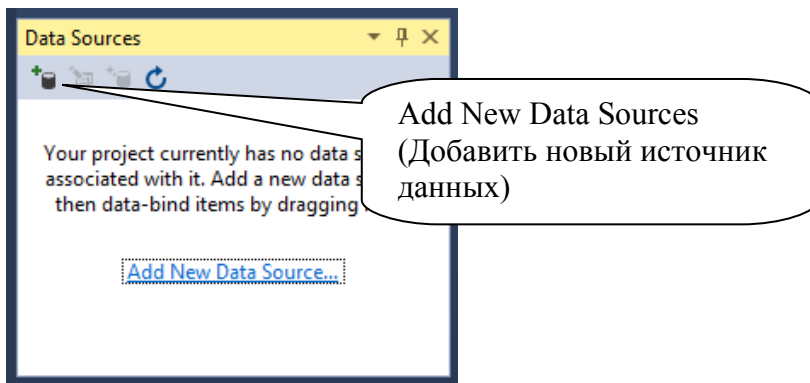 Data Sources
Add New Data Sources
(Добавить новый источник
данных)
Your project currently has no data s
associated with it. Add a new data s
then data-bind items by dragging
Add New Data Source...